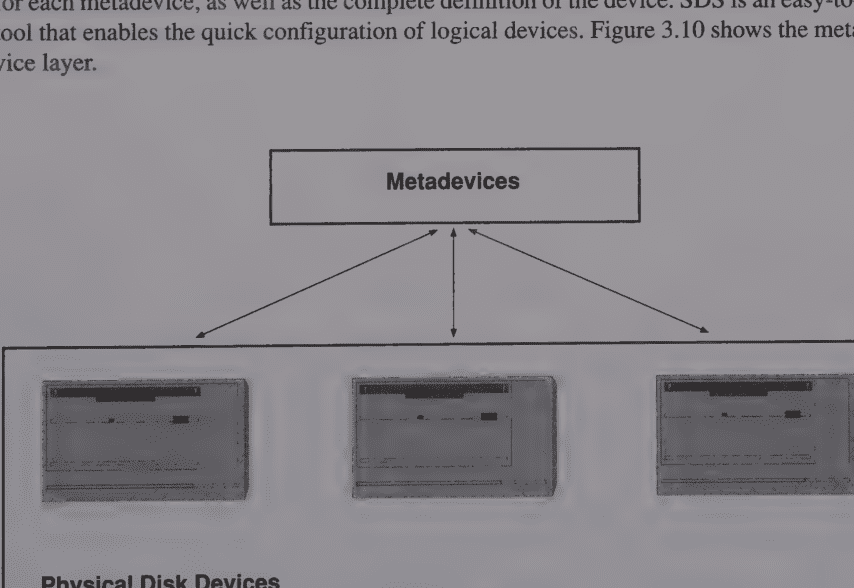 for each metadevice, as well as the complete definition of the device. SDS is an easy-to-
ool that enables the quick configuration of logical devices. Figure 3.10 shows the meta
vice layer.
Metadevices
Physical Disk Devices